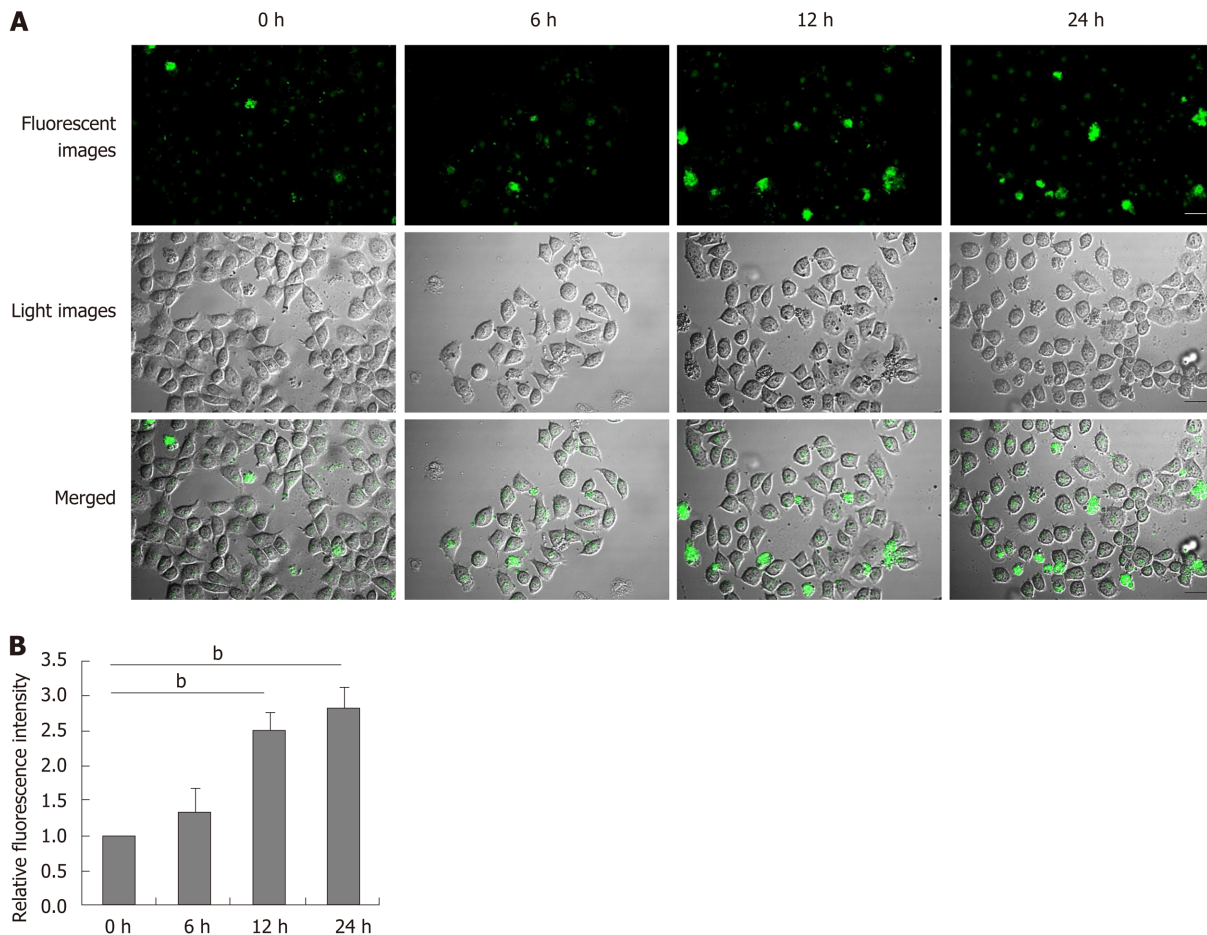 A
0 h 6 h 12 h 24 h
Fluorescent
images
Light images
Merged
B
Relative fluorescence intensity
3.5
3.0
2.5
2.0
1.5
1.0
0.5
0.0
b
b
0 h 6 h 12 h 24 h